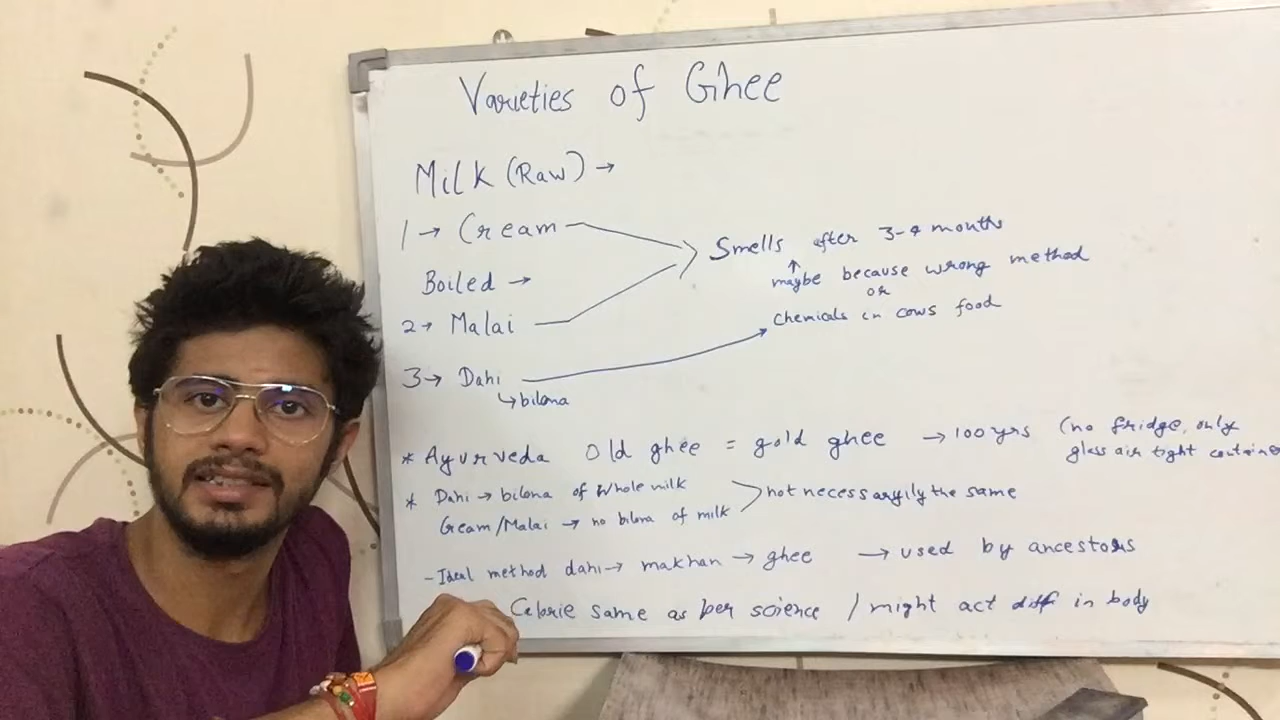 Varieties of Ghee
Milk (Raw) →
1 → Cream
Smells after 3-4 months
↑
maybe because wrong method
or
Boiled →
chemicals in cows food
2 → Malai
3 → Dahi
↳ bilona
* Ayurveda Old ghee = gold ghee → 100 yrs (no fridge, only
glass air tight container
* Dahi → bilona of whole milk
Cream/Malai → no bilona of milk
not necessaryily the same
- Ideal method dahi → makhan → ghee → used by ancestors
Calorie same as per science / might act diff in body